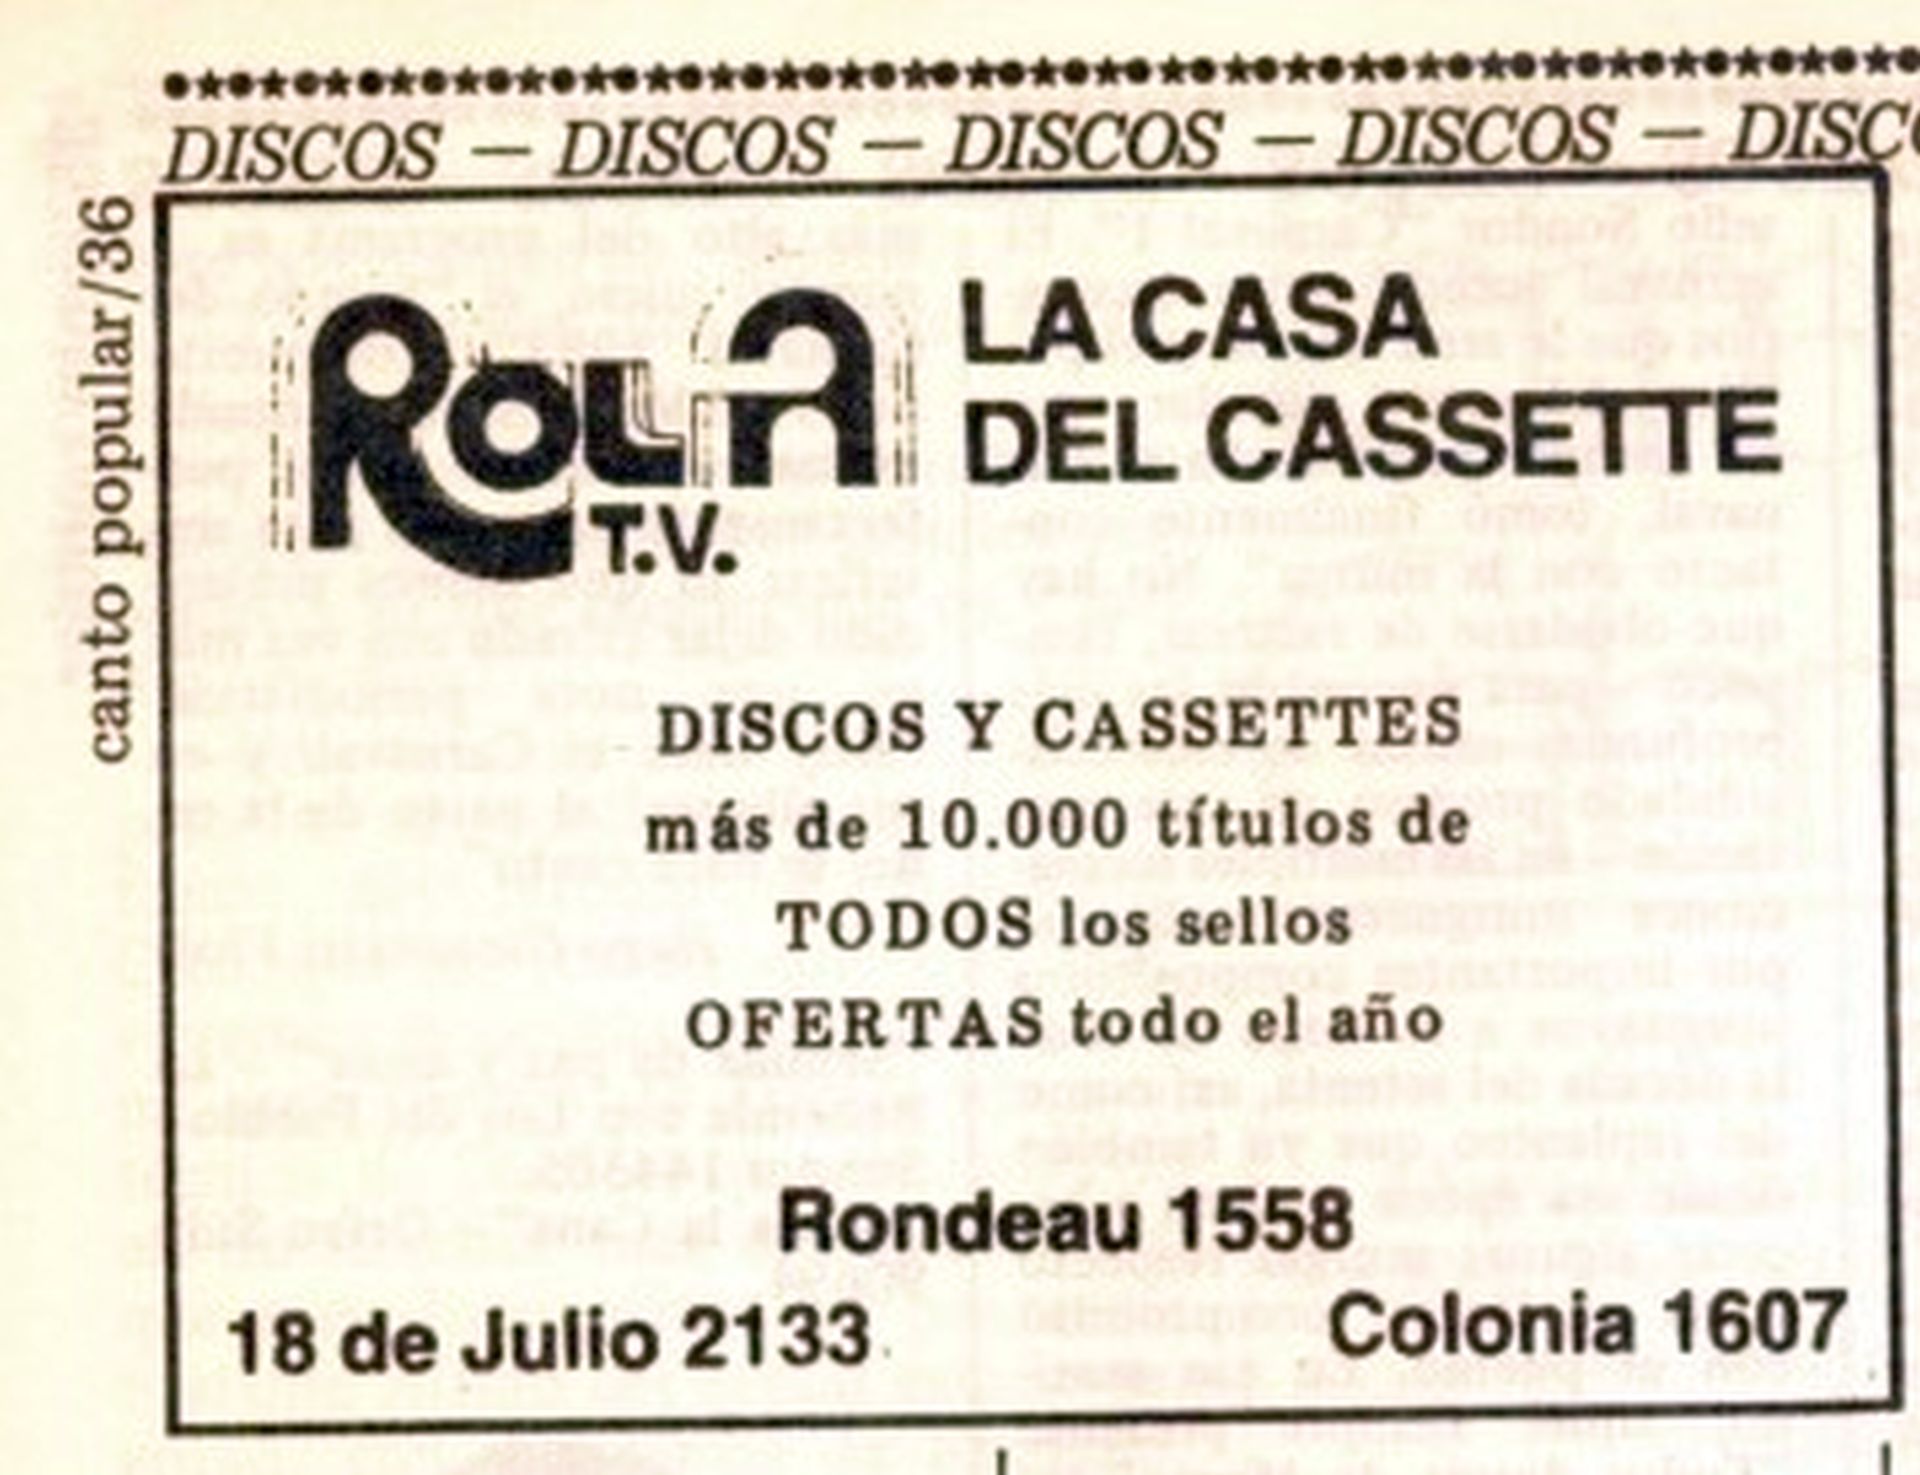 DISCOS — DISCOS — DISCOS — DISCOS — DISCO
canto popular/36
ROLA
T.V.
LA CASA
DEL CASSETTE
DISCOS Y CASSETTES
más de 10.000 títulos de
TODOS los sellos
OFERTAS todo el año
Rondeau 1558
18 de Julio 2133
Colonia 1607